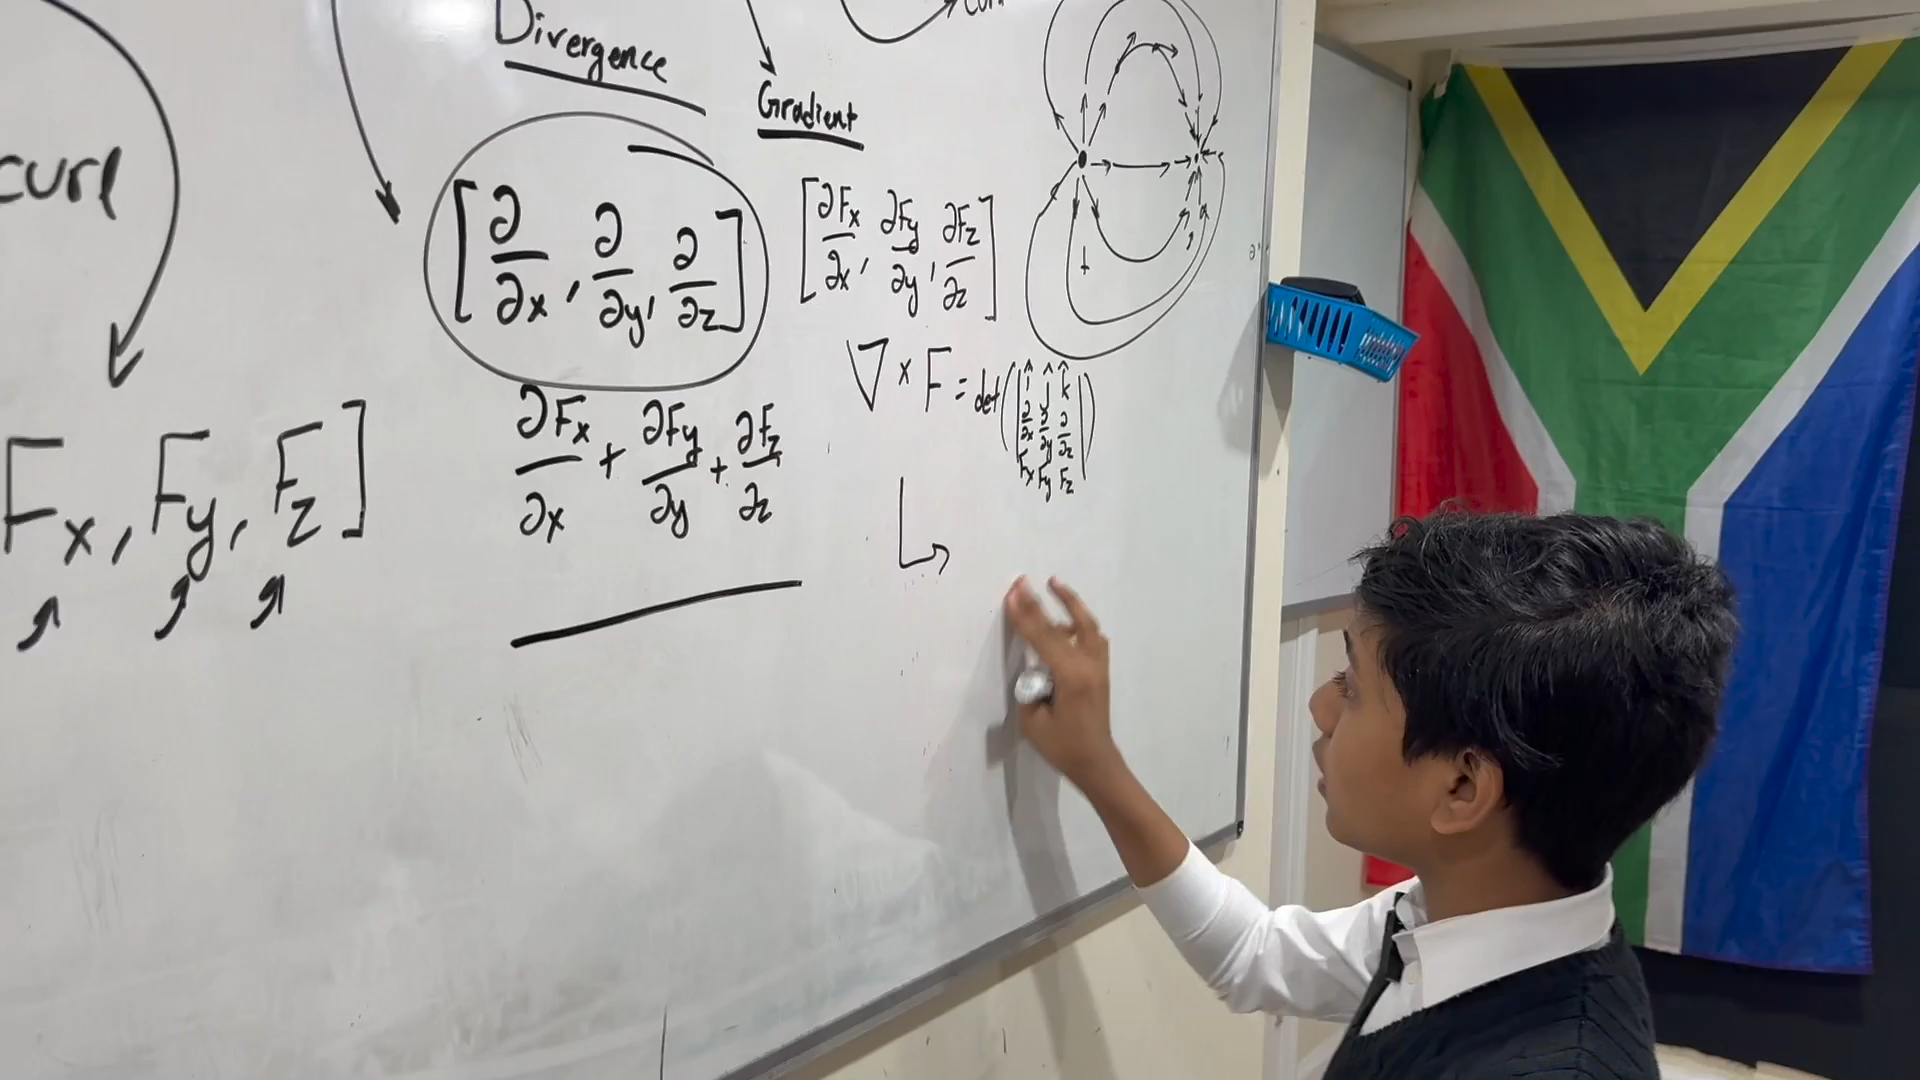 Divergence
Gradient
curl
[∂/∂x, ∂/∂y, ∂/∂z]
[∂Fx/∂x, ∂Fy/∂y, ∂Fz/∂z]
∇ × F = det(|î ĵ k̂|)
∂/∂x ∂/∂y ∂/∂z
Fx Fy Fz
Fx, Fy, Fz]
∂Fx/∂x + ∂Fy/∂y + ∂Fz/∂z